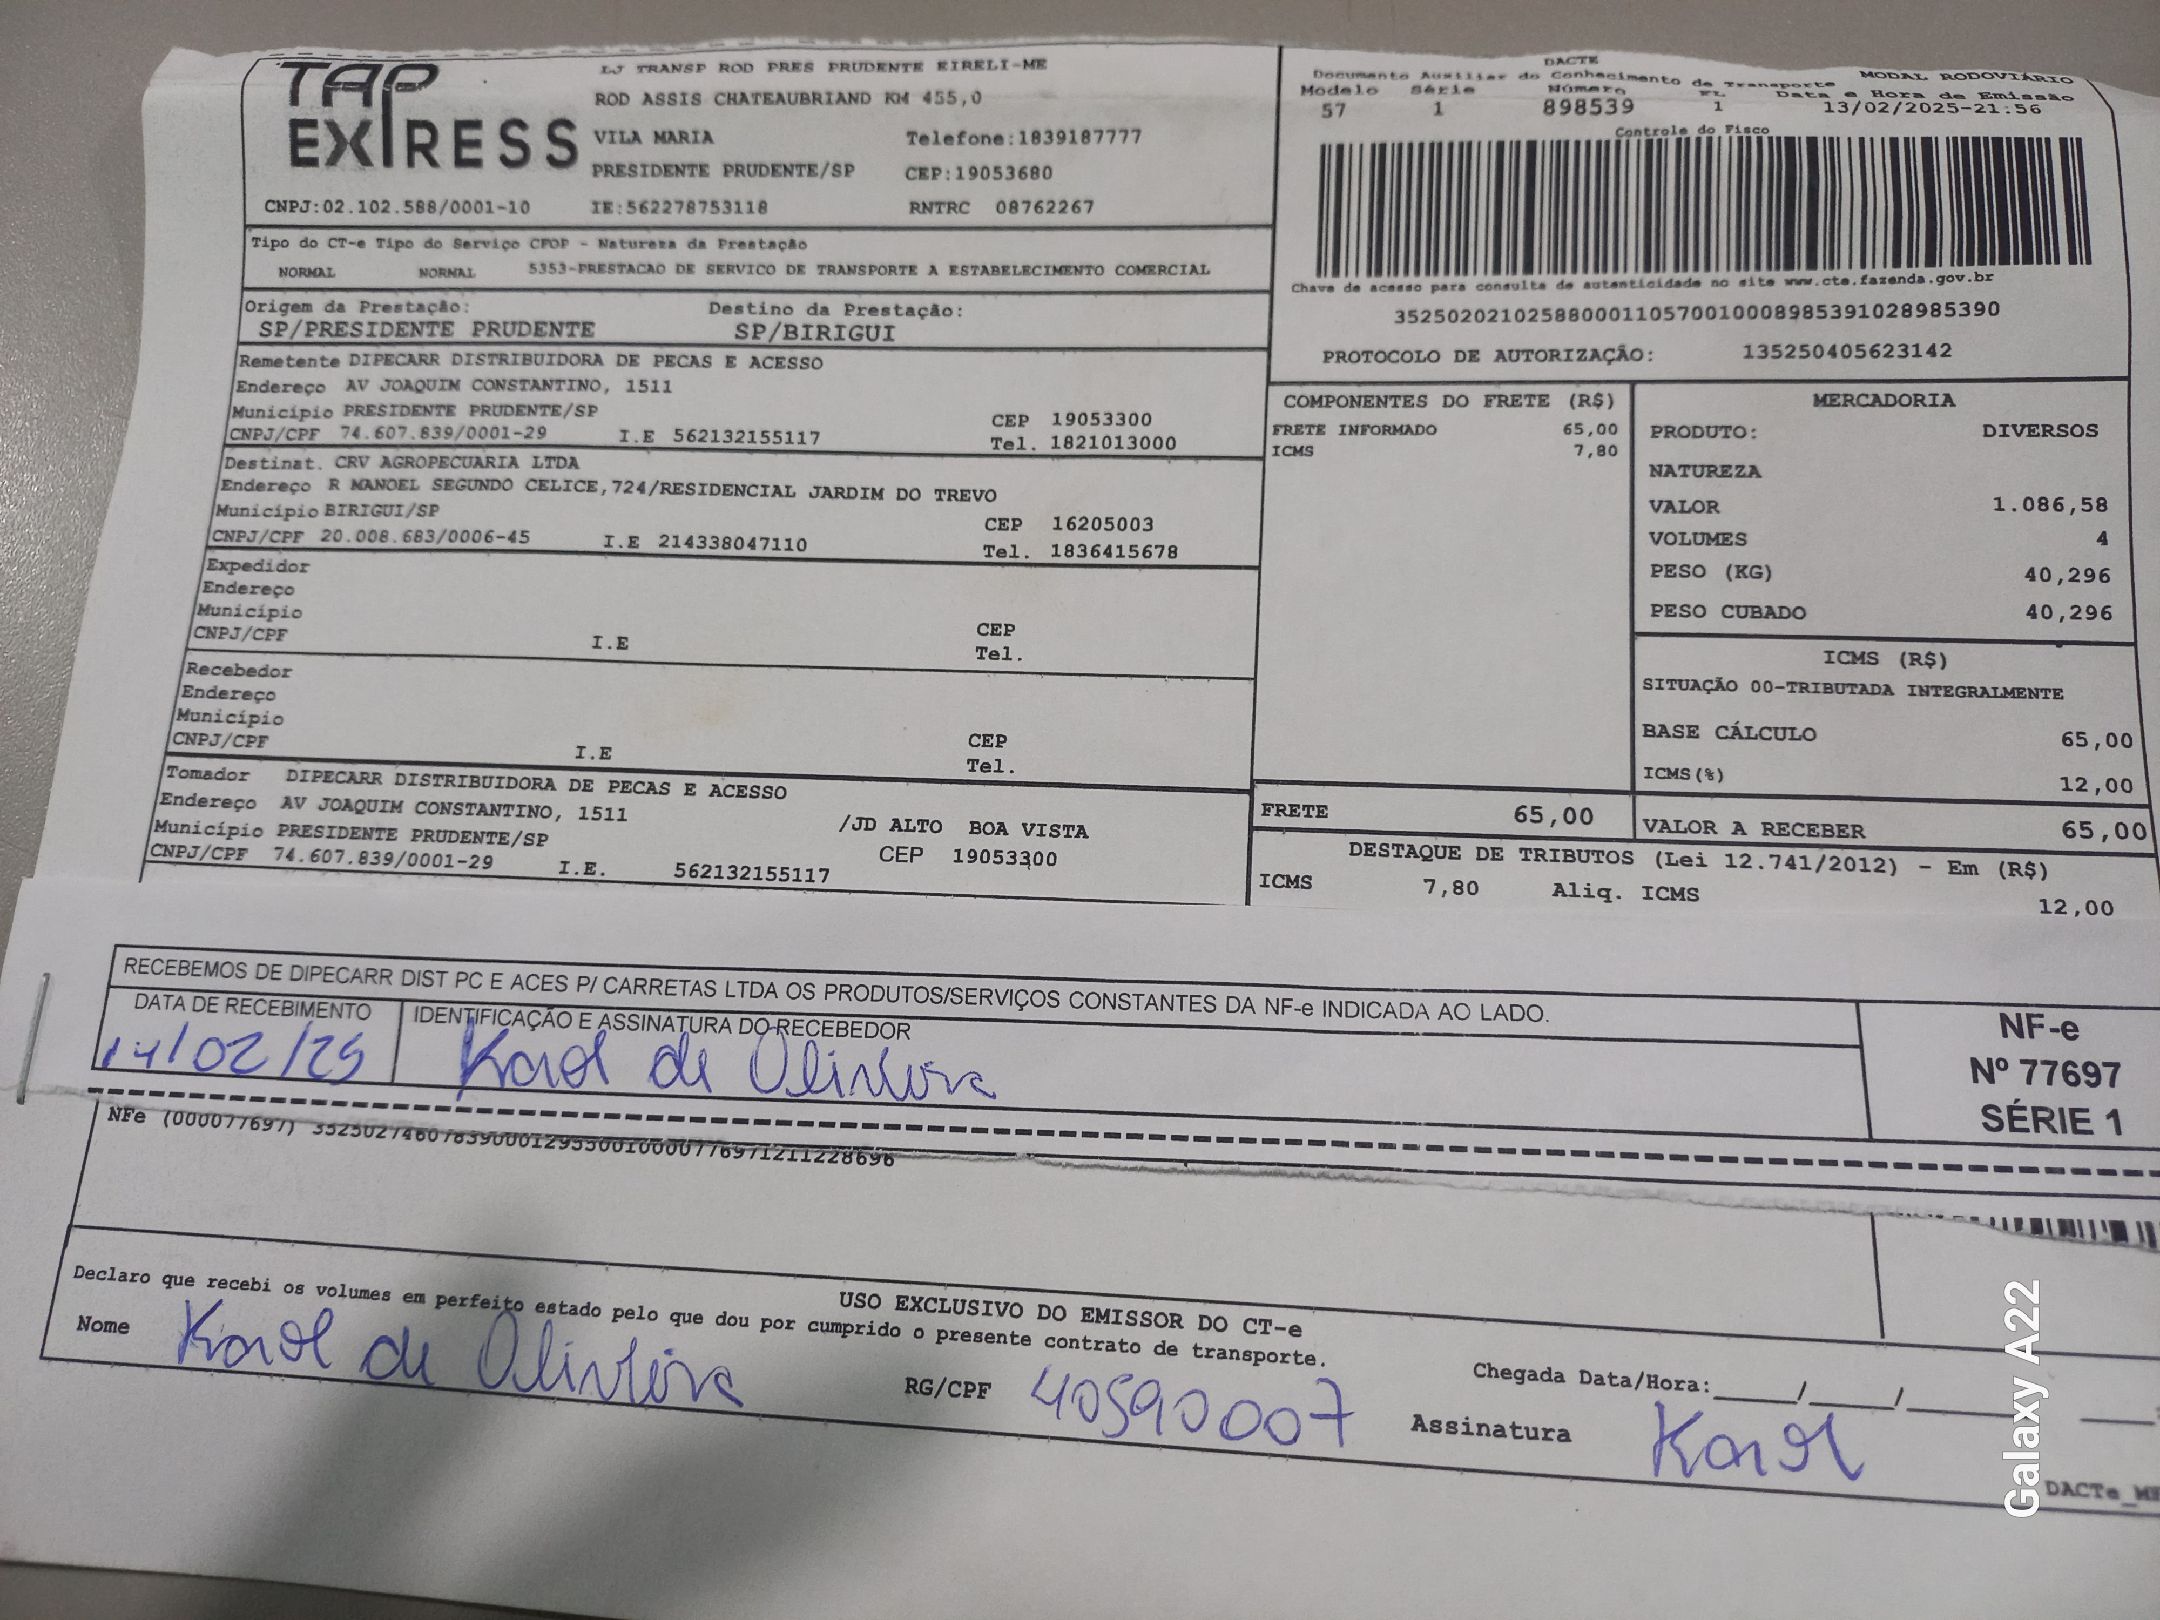 TAP EXPRESS
LJ TRANSP ROD PRES PRUDENTE EIRELI-ME
ROD ASSIS CHATEAUBRIAND KM 455,0
VILA MARIA Telefone:1839187777
PRESIDENTE PRUDENTE/SP CEP:19053680
CNPJ:02.102.588/0001-10 IE:562278753118 RNTRC 08762267
Tipo do CT-e Tipo do Serviço CFOP - Natureza da Prestação
NORMAL NORMAL 5353-PRESTACAO DE SERVICO DE TRANSPORTE A ESTABELECIMENTO COMERCIAL
Origem da Prestação: Destino da Prestação:
SP/PRESIDENTE PRUDENTE SP/BIRIGUI
Remetente DIPECARR DISTRIBUIDORA DE PECAS E ACESSO
Endereço AV JOAQUIM CONSTANTINO, 1511
Município PRESIDENTE PRUDENTE/SP CEP 19053300
CNPJ/CPF 74.607.839/0001-29 I.E 562132155117 Tel. 1821013000
Destinat. CRV AGROPECUARIA LTDA
Endereço R MANOEL SEGUNDO CELICE,724/RESIDENCIAL JARDIM DO TREVO
Município BIRIGUI/SP CEP 16205003
CNPJ/CPF 20.008.683/0006-45 I.E 214338047110 Tel. 1836415678
Expedidor
Endereço
Município CEP
CNPJ/CPF I.E Tel.
Recebedor
Endereço
Município CEP
CNPJ/CPF I.E Tel.
Tomador DIPECARR DISTRIBUIDORA DE PECAS E ACESSO
Endereço AV JOAQUIM CONSTANTINO, 1511 /JD ALTO BOA VISTA
Município PRESIDENTE PRUDENTE/SP CEP 19053300
CNPJ/CPF 74.607.839/0001-29 I.E. 562132155117
DACTE
Documento Auxiliar do Conhecimento de Transporte MODAL RODOVIÁRIO
Modelo Série Número FL Data e Hora de Emissão
57 1 898539 1 13/02/2025-21:56
Controle do Fisco
Chave de acesso para consulta de autenticidade no site www.cte.fazenda.gov.br
35250202102588000110570010008985391028985390
PROTOCOLO DE AUTORIZAÇÃO: 135250405623142
COMPONENTES DO FRETE (R$)
FRETE INFORMADO 65,00
ICMS 7,80
MERCADORIA
PRODUTO: DIVERSOS
NATUREZA
VALOR 1.086,58
VOLUMES 4
PESO (KG) 40,296
PESO CUBADO 40,296
ICMS (R$)
SITUAÇÃO 00-TRIBUTADA INTEGRALMENTE
BASE CÁLCULO 65,00
ICMS(%) 12,00
FRETE 65,00 VALOR A RECEBER 65,00
DESTAQUE DE TRIBUTOS (Lei 12.741/2012) - Em (R$)
ICMS 7,80 Aliq. ICMS 12,00
RECEBEMOS DE DIPECARR DIST PC E ACES P/ CARRETAS LTDA OS PRODUTOS/SERVIÇOS CONSTANTES DA NF-e INDICADA AO LADO.
DATA DE RECEBIMENTO IDENTIFICAÇÃO E ASSINATURA DO RECEBEDOR
14/02/25 Karol de Oliveira
NF-e
Nº 77697
SÉRIE 1
NFe (000077697) 35250274607839000129550010000776971211228696
USO EXCLUSIVO DO EMISSOR DO CT-e
Declaro que recebi os volumes em perfeito estado pelo que dou por cumprido o presente contrato de transporte.
Nome Karol de Oliveira RG/CPF 40590007 Chegada Data/Hora:_____/_____/_____
Assinatura Karol
DACTe_
Galaxy A22